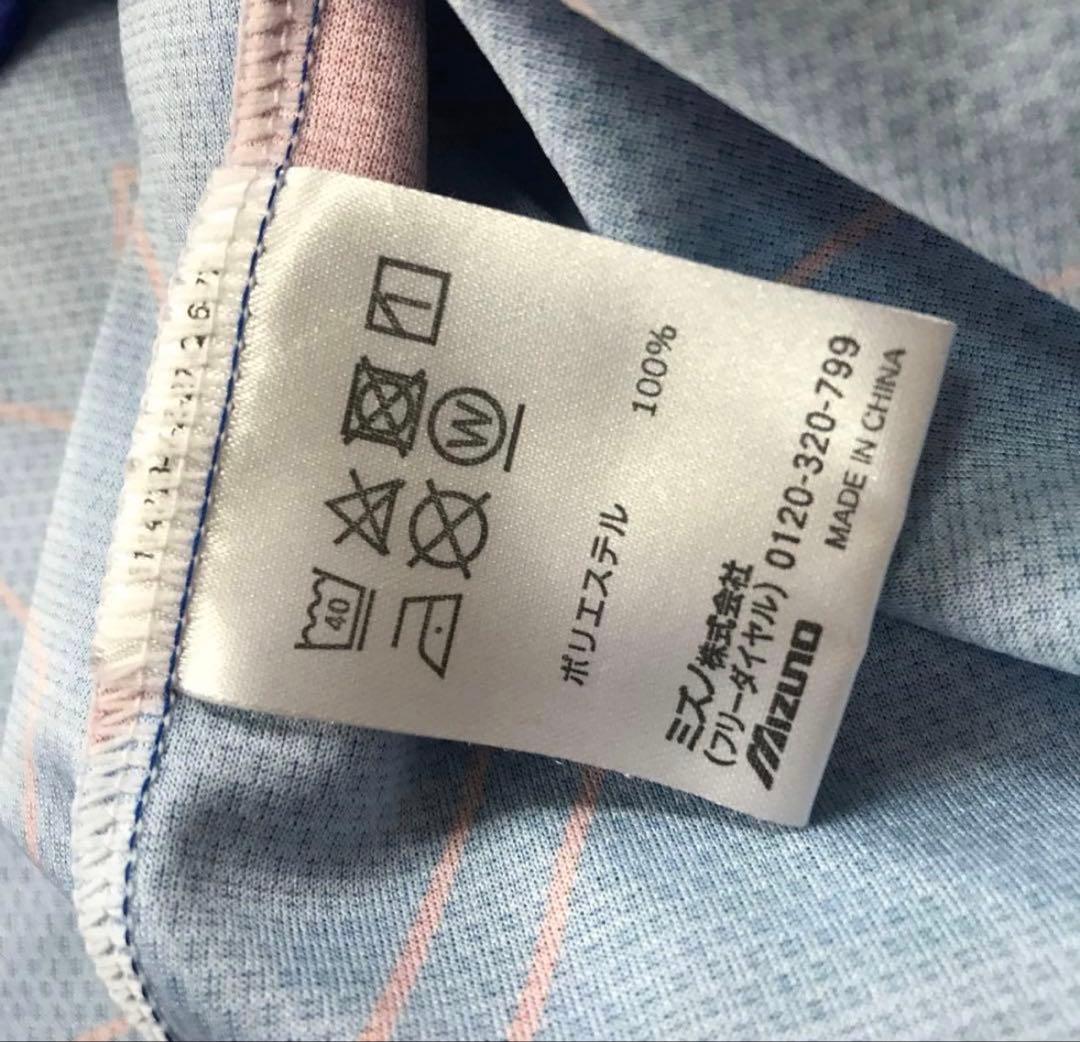 40
W
ポリエステル 100%
ミズノ株式会社
(フリーダイヤル) 0120-320-799
Mizuno MADE IN CHINA